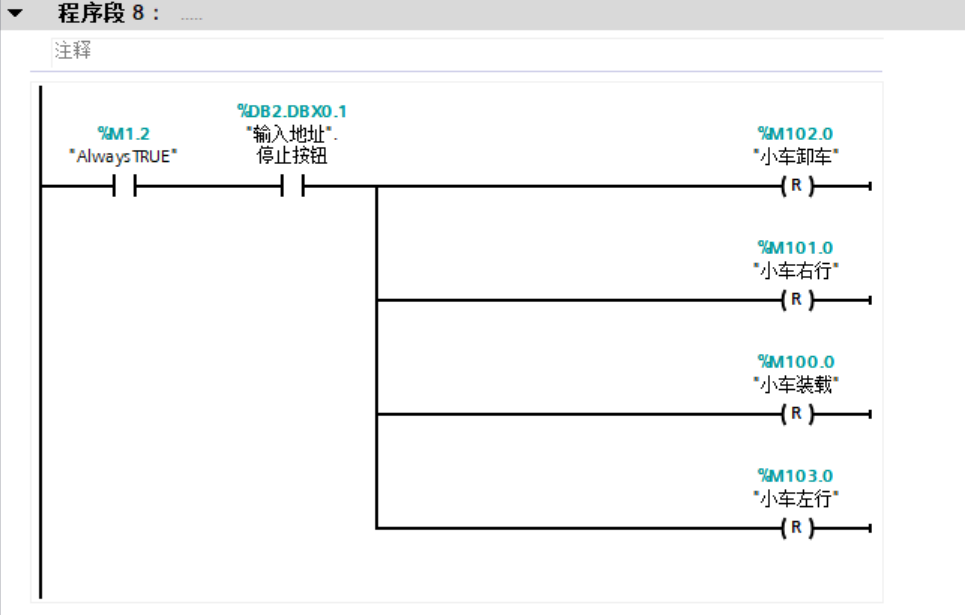 程序段 8： .....
注释
%M1.2
"AlwaysTRUE"
%DB2.DBX0.1
"输入地址".
停止按钮
%M102.0
"小车卸车"
( R )
%M101.0
"小车右行"
( R )
%M100.0
"小车装载"
( R )
%M103.0
"小车左行"
( R )